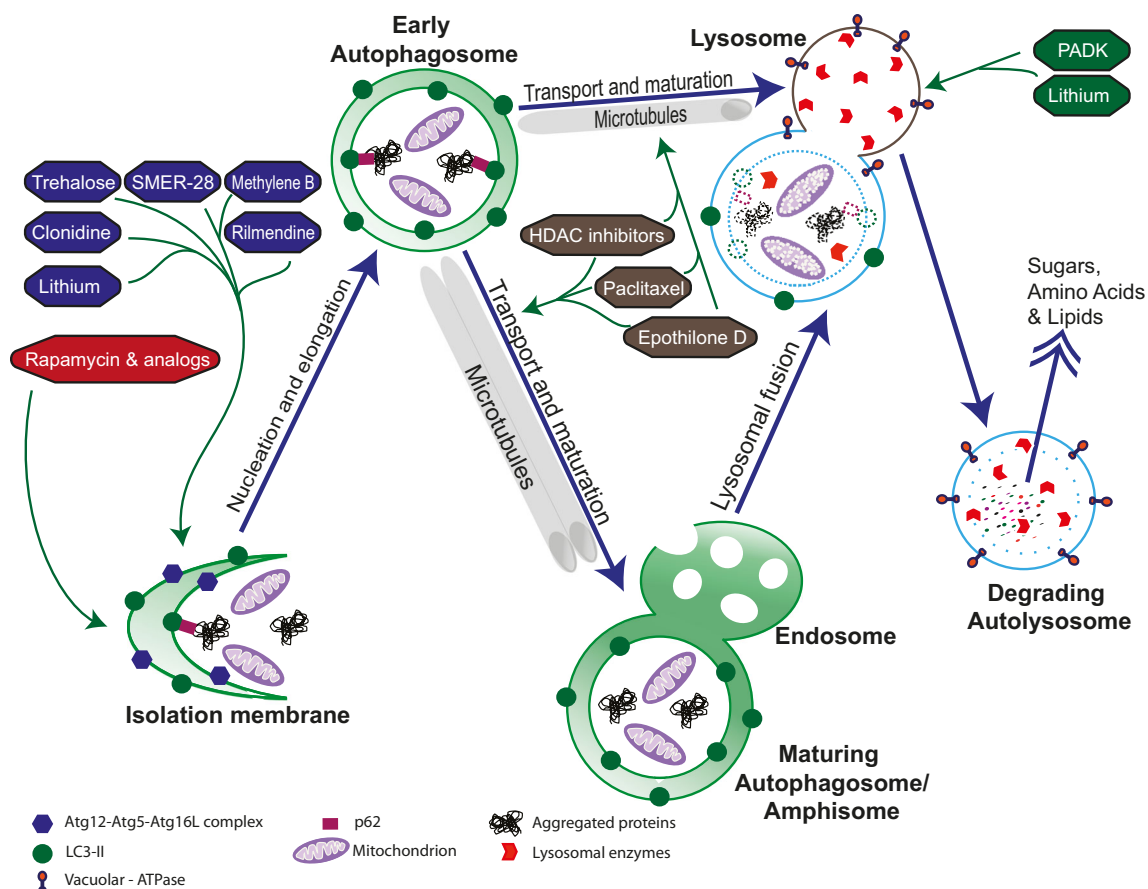 Early
Autophagosome
Lysosome
PADK
Lithium
Transport and maturation
Microtubules
Trehalose
SMER-28
Methylene B
Clonidine
Rilmendine
Lithium
HDAC inhibitors
Paclitaxel
Epothilone D
Rapamycin & analogs
Nucleation and elongation
Transport and maturation
Microtubules
Lysosomal fusion
Sugars,
Amino Acids
& Lipids
Degrading
Autolysosome
Endosome
Isolation membrane
Maturing
Autophagosome/
Amphisome
Atg12-Atg5-Atg16L complex
p62
Aggregated proteins
LC3-II
Mitochondrion
Lysosomal enzymes
Vacuolar - ATPase